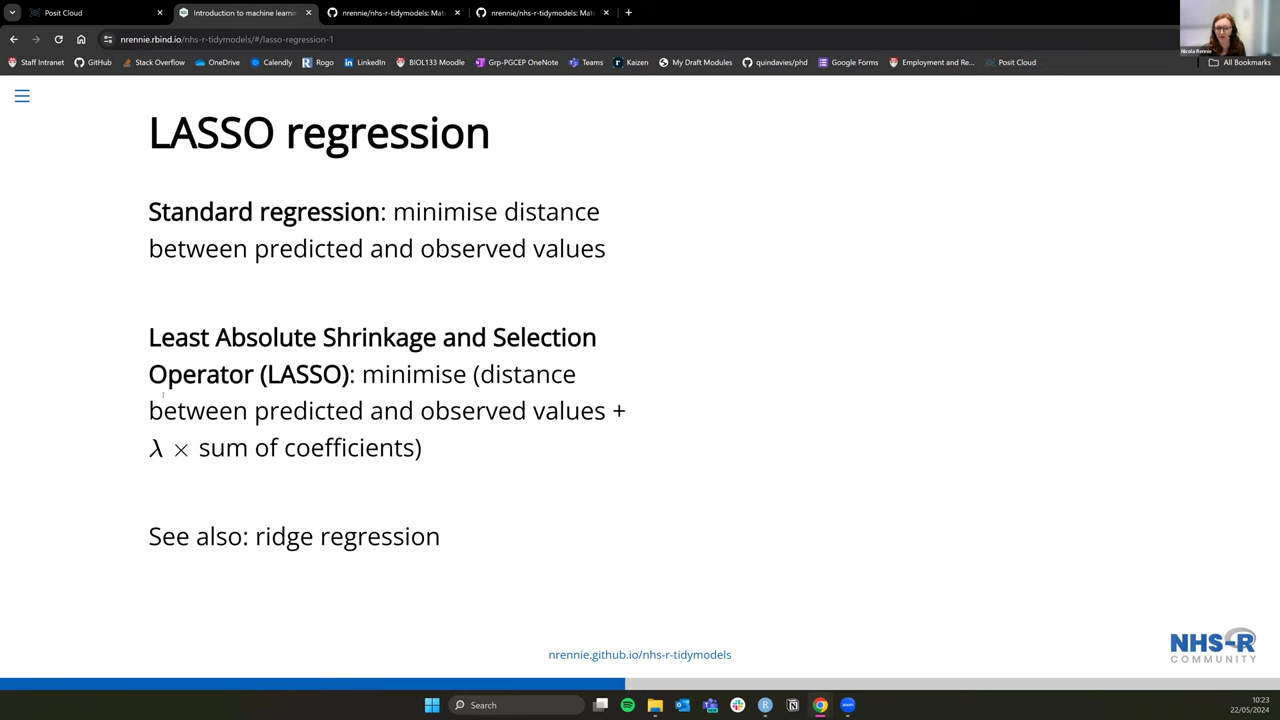 Posit Cloud
Introduction to machine learni
nrennie/nhs-r-tidymodels: Mat
nrennie/nhs-r-tidymodels: Mat
nrennie.rbind.io/nhs-r-tidymodels/#/lasso-regression-1
Staff Intranet
GitHub
Stack Overflow
OneDrive
Calendly
Rogo
LinkedIn
BIOL133 Moodle
Grp-PGCEP OneNote
Teams
Kaizen
My Draft Modules
quindavies/phd
Google Forms
Employment and Re...
Posit Cloud
All Bookmarks
Nicola Rennie
LASSO regression
Standard regression: minimise distance
between predicted and observed values
Least Absolute Shrinkage and Selection
Operator (LASSO): minimise (distance
between predicted and observed values +
λ × sum of coefficients)
See also: ridge regression
nrennie.github.io/nhs-r-tidymodels
NHS-R
COMMUNITY
Search
10:23
22/05/2024